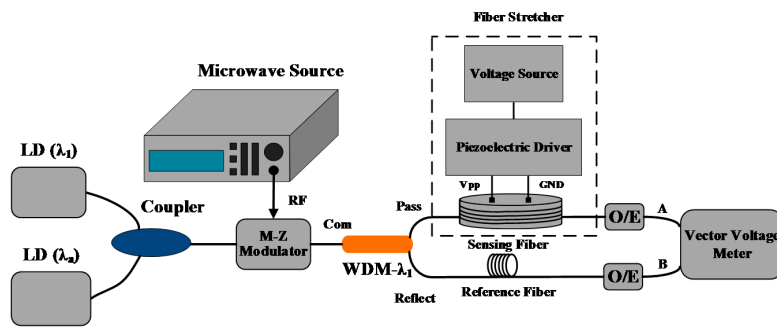 Fiber Stretcher
Voltage Source
Microwave Source
Piezoelectric Driver
LD (λ₁)
Vpp
GND
RF
Pass
O/E
A
Coupler
Com
M-Z
Modulator
Sensing Fiber
Vector Voltage
Meter
LD (λₐ)
WDM-λ₁
B
O/E
Reflect
Reference Fiber